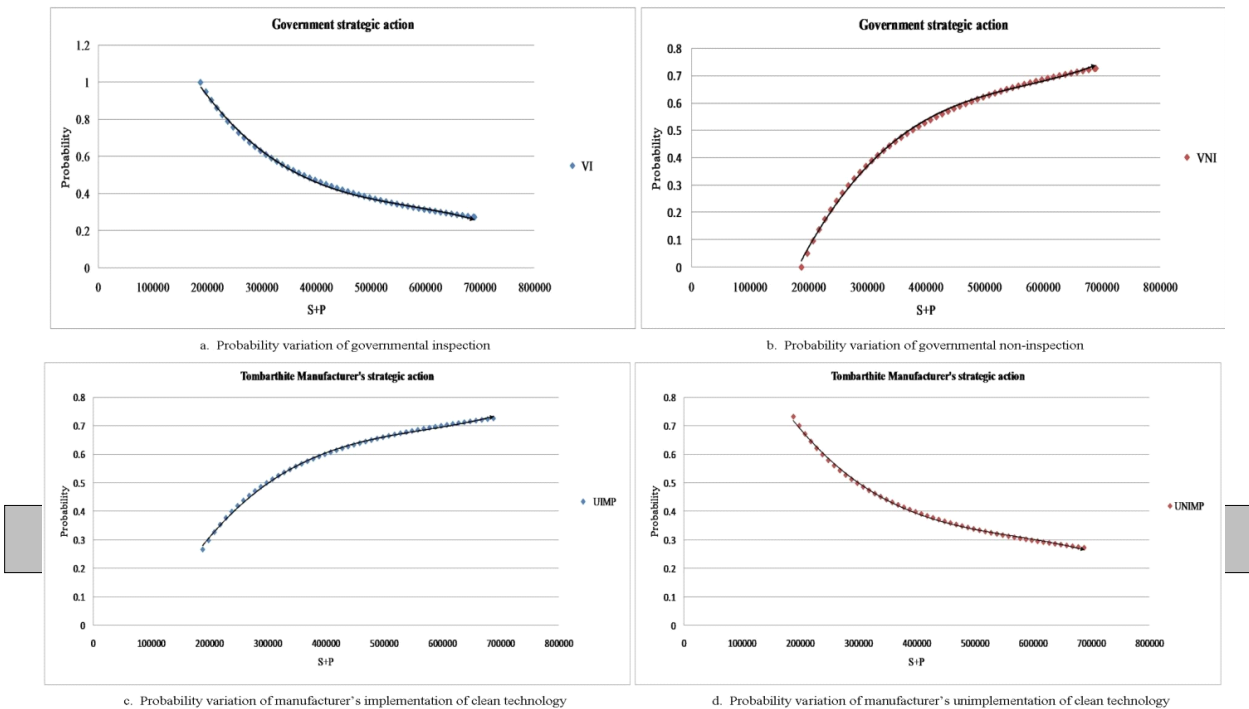 Government strategic action
1.2
1
0.8
0.6
0.4
0.2
0
Probability
0 100000 200000 300000 400000 500000 600000 700000 800000
S+P
VI
a. Probability variation of governmental inspection
Government strategic action
0.8
0.7
0.6
0.5
0.4
0.3
0.2
0.1
0
Probability
0 100000 200000 300000 400000 500000 600000 700000 800000
S+P
VNI
b. Probability variation of governmental non-inspection
Tombarthite Manufacturer's strategic action
0.8
0.7
0.6
0.5
0.4
0.3
0.2
0.1
0
Probability
0 100000 200000 300000 400000 500000 600000 700000 800000
S+P
UIMP
c. Probability variation of manufacturer's implementation of clean technology
Tombarthite Manufacturer's strategic action
0.8
0.7
0.6
0.5
0.4
0.3
0.2
0.1
0
Probability
0 100000 200000 300000 400000 500000 600000 700000 800000
S+P
UNIMP
d. Probability variation of manufacturer's unimplementation of clean technology